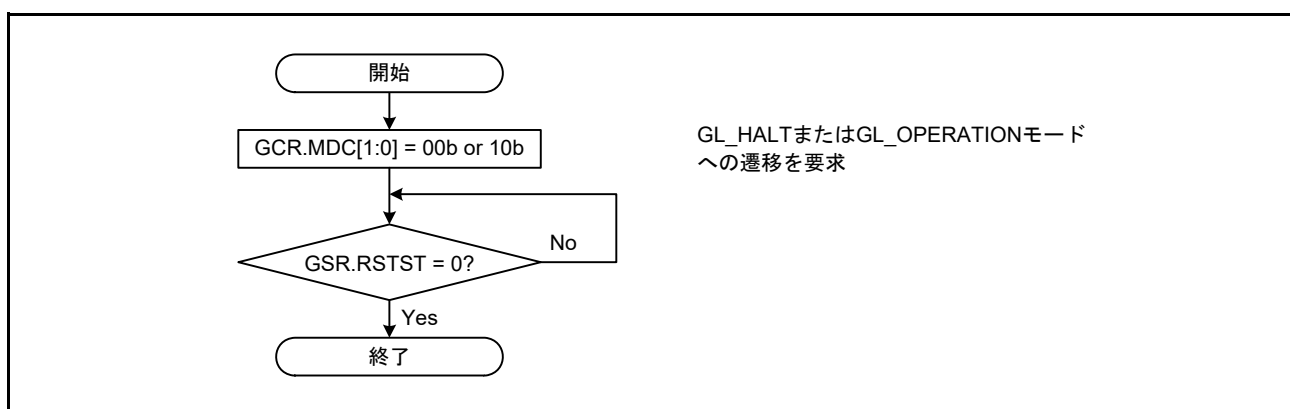 開始
GCR.MDC[1:0] = 00b or 10b
GL_HALTまたはGL_OPERATIONモード
への遷移を要求
No
GSR.RSTST = 0?
Yes
終了